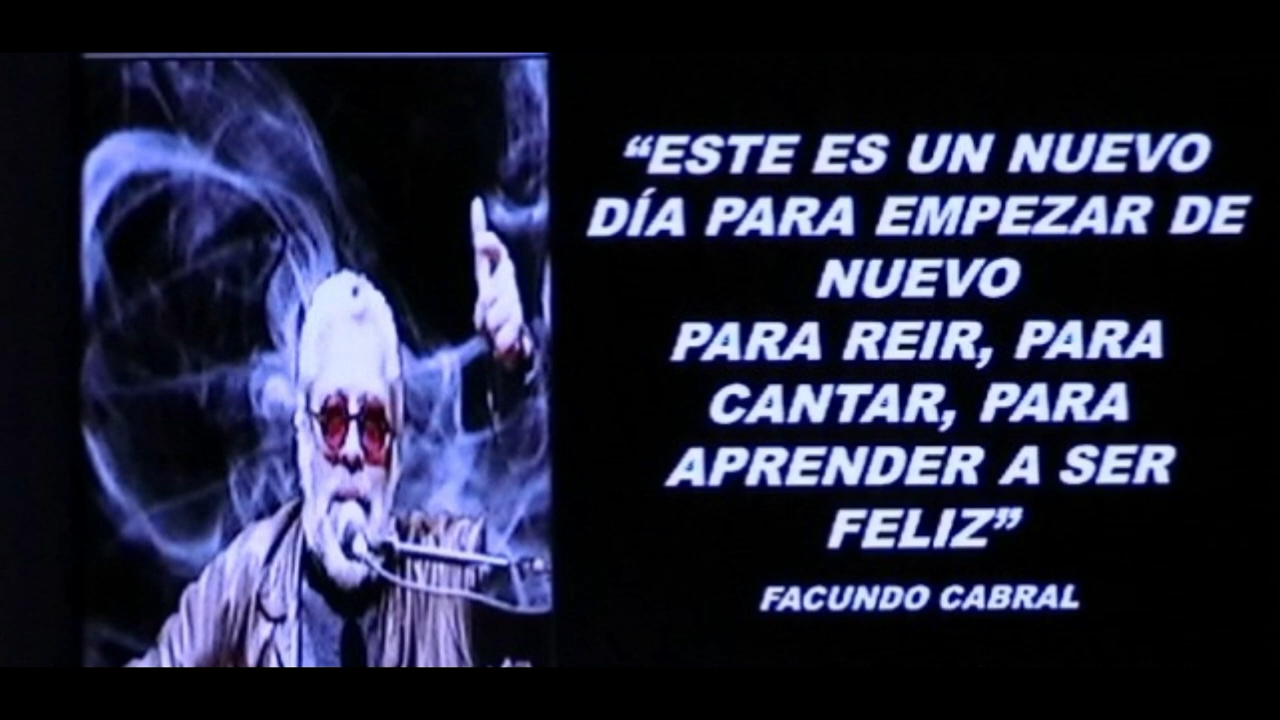 “ESTE ES UN NUEVO
DÍA PARA EMPEZAR DE
NUEVO
PARA REIR, PARA
CANTAR, PARA
APRENDER A SER
FELIZ”
FACUNDO CABRAL